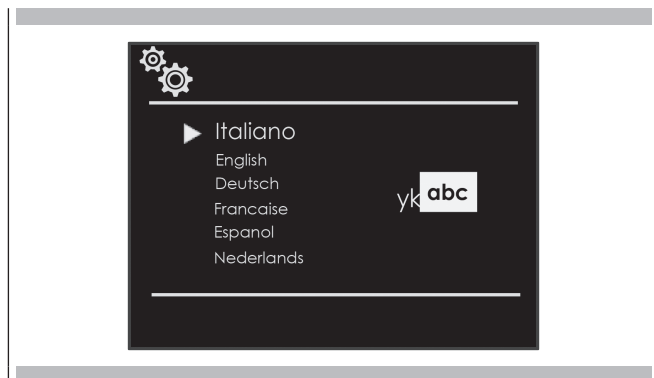 Italiano
English
Deutsch
Francaise
Espanol
Nederlands
yk abc